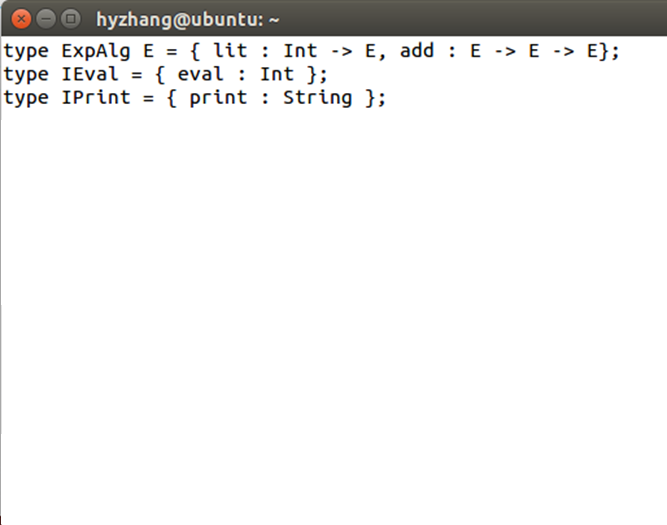 hyzhang@ubuntu: ~
type ExpAlg E = { lit : Int -> E, add : E -> E -> E};
type IEval = { eval : Int };
type IPrint = { print : String };